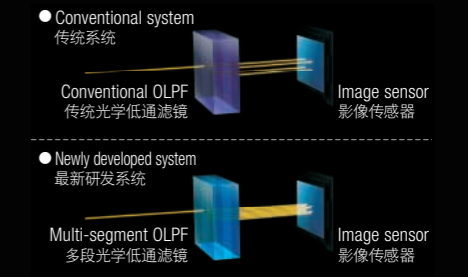 ● Conventional system
传统系统
Conventional OLPF
传统光学低通滤镜
Image sensor
影像传感器
● Newly developed system
最新研发系统
Multi-segment OLPF
多段光学低通滤镜
Image sensor
影像传感器